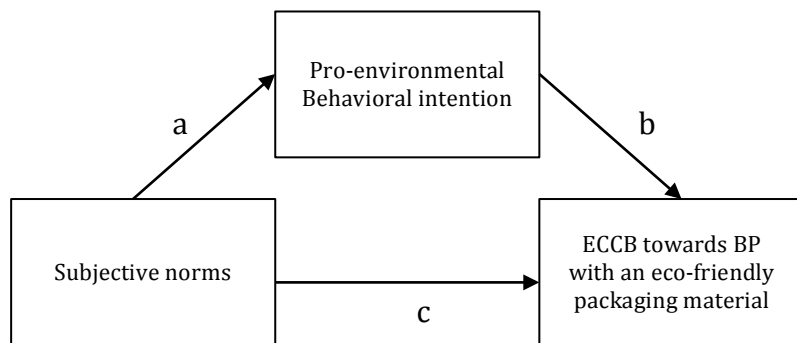 Pro-environmental
Behavioral intention
a
b
Subjective norms
ECCB towards BP
with an eco-friendly
packaging material
c